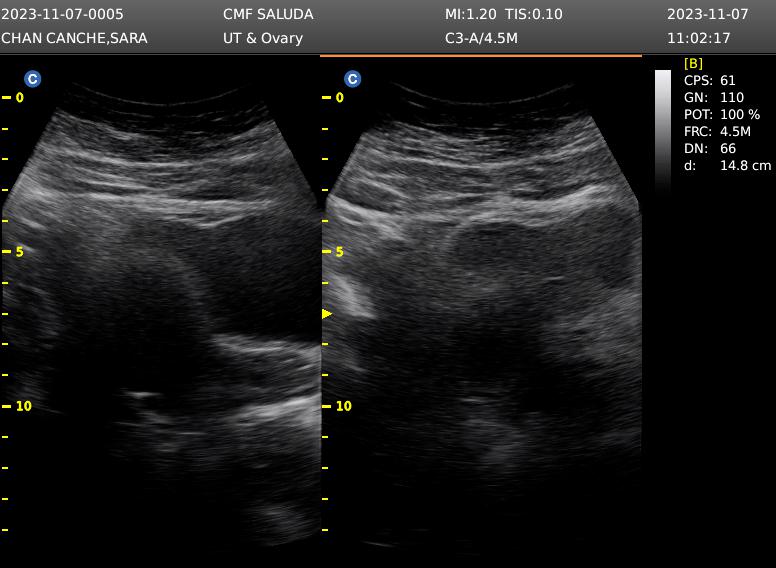 2023-11-07-0005 CMF SALUDA MI:1.20 TIS:0.10 2023-11-07
CHAN CANCHE,SARA UT & Ovary C3-A/4.5M 11:02:17
[B]
CPS: 61
GN: 110
POT: 100 %
FRC: 4.5M
DN: 66
d: 14.8 cm
C C
0 0
5 5
10 10